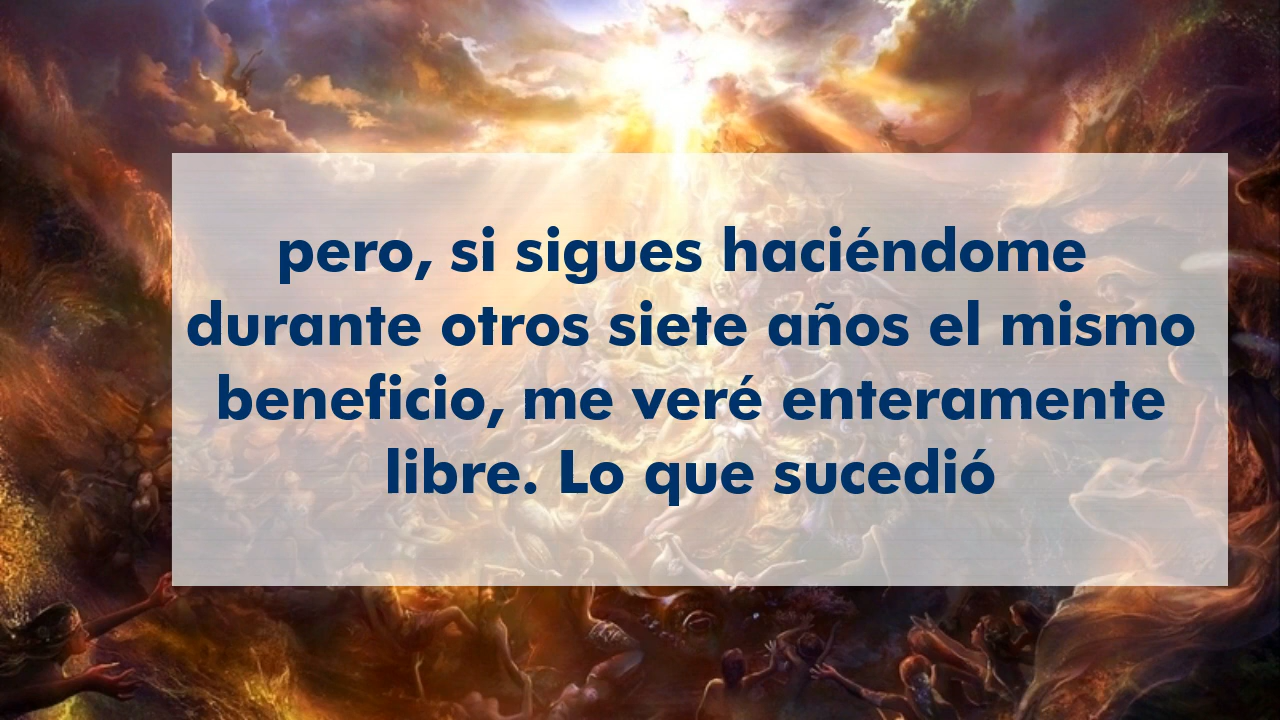 pero, si sigues haciéndome
durante otros siete años el mismo
beneficio, me veré enteramente
libre. Lo que sucedió